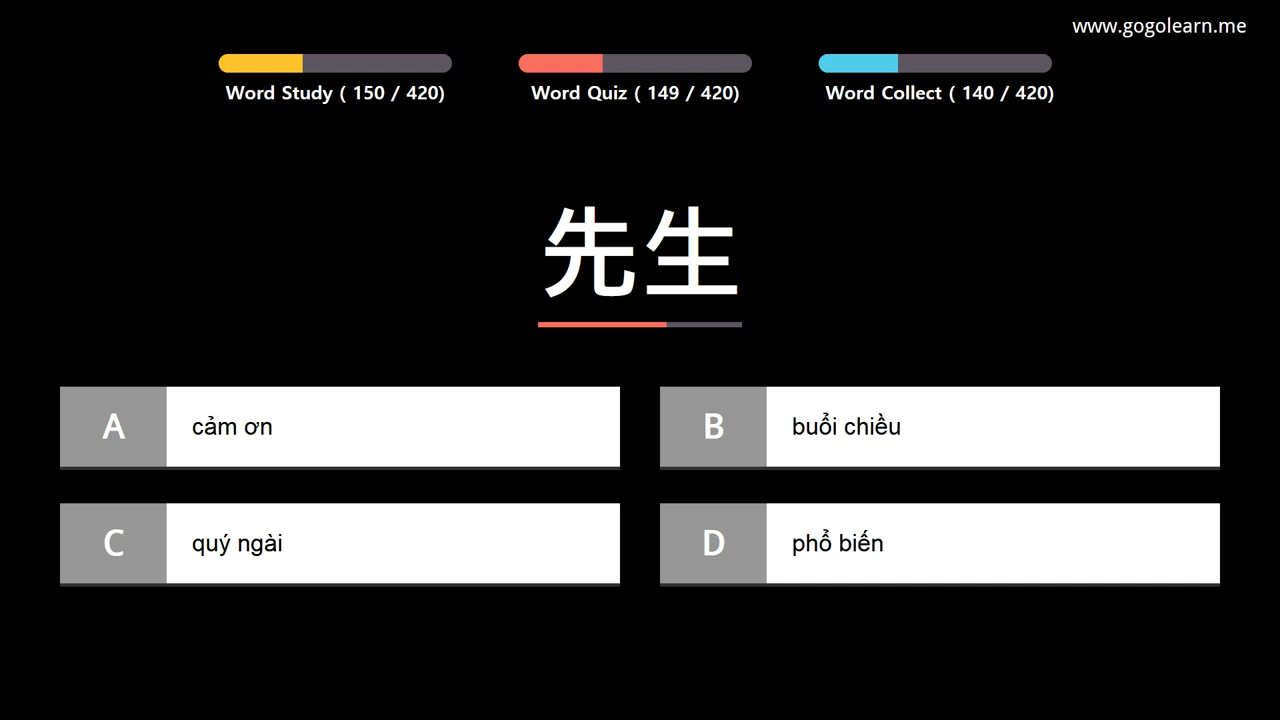 www.gogolearn.me
Word Study ( 150 / 420)
Word Quiz ( 149 / 420)
Word Collect ( 140 / 420)
先生
A
cảm ơn
B
buổi chiều
C
quý ngài
D
phổ biến